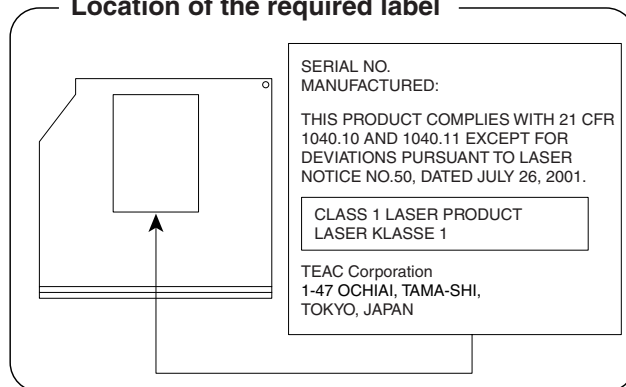 Location of the required label
SERIAL NO.
MANUFACTURED:
THIS PRODUCT COMPLIES WITH 21 CFR
1040.10 AND 1040.11 EXCEPT FOR
DEVIATIONS PURSUANT TO LASER
NOTICE NO.50, DATED JULY 26, 2001.
CLASS 1 LASER PRODUCT
LASER KLASSE 1
TEAC Corporation
1-47 OCHIAI, TAMA-SHI,
TOKYO, JAPAN